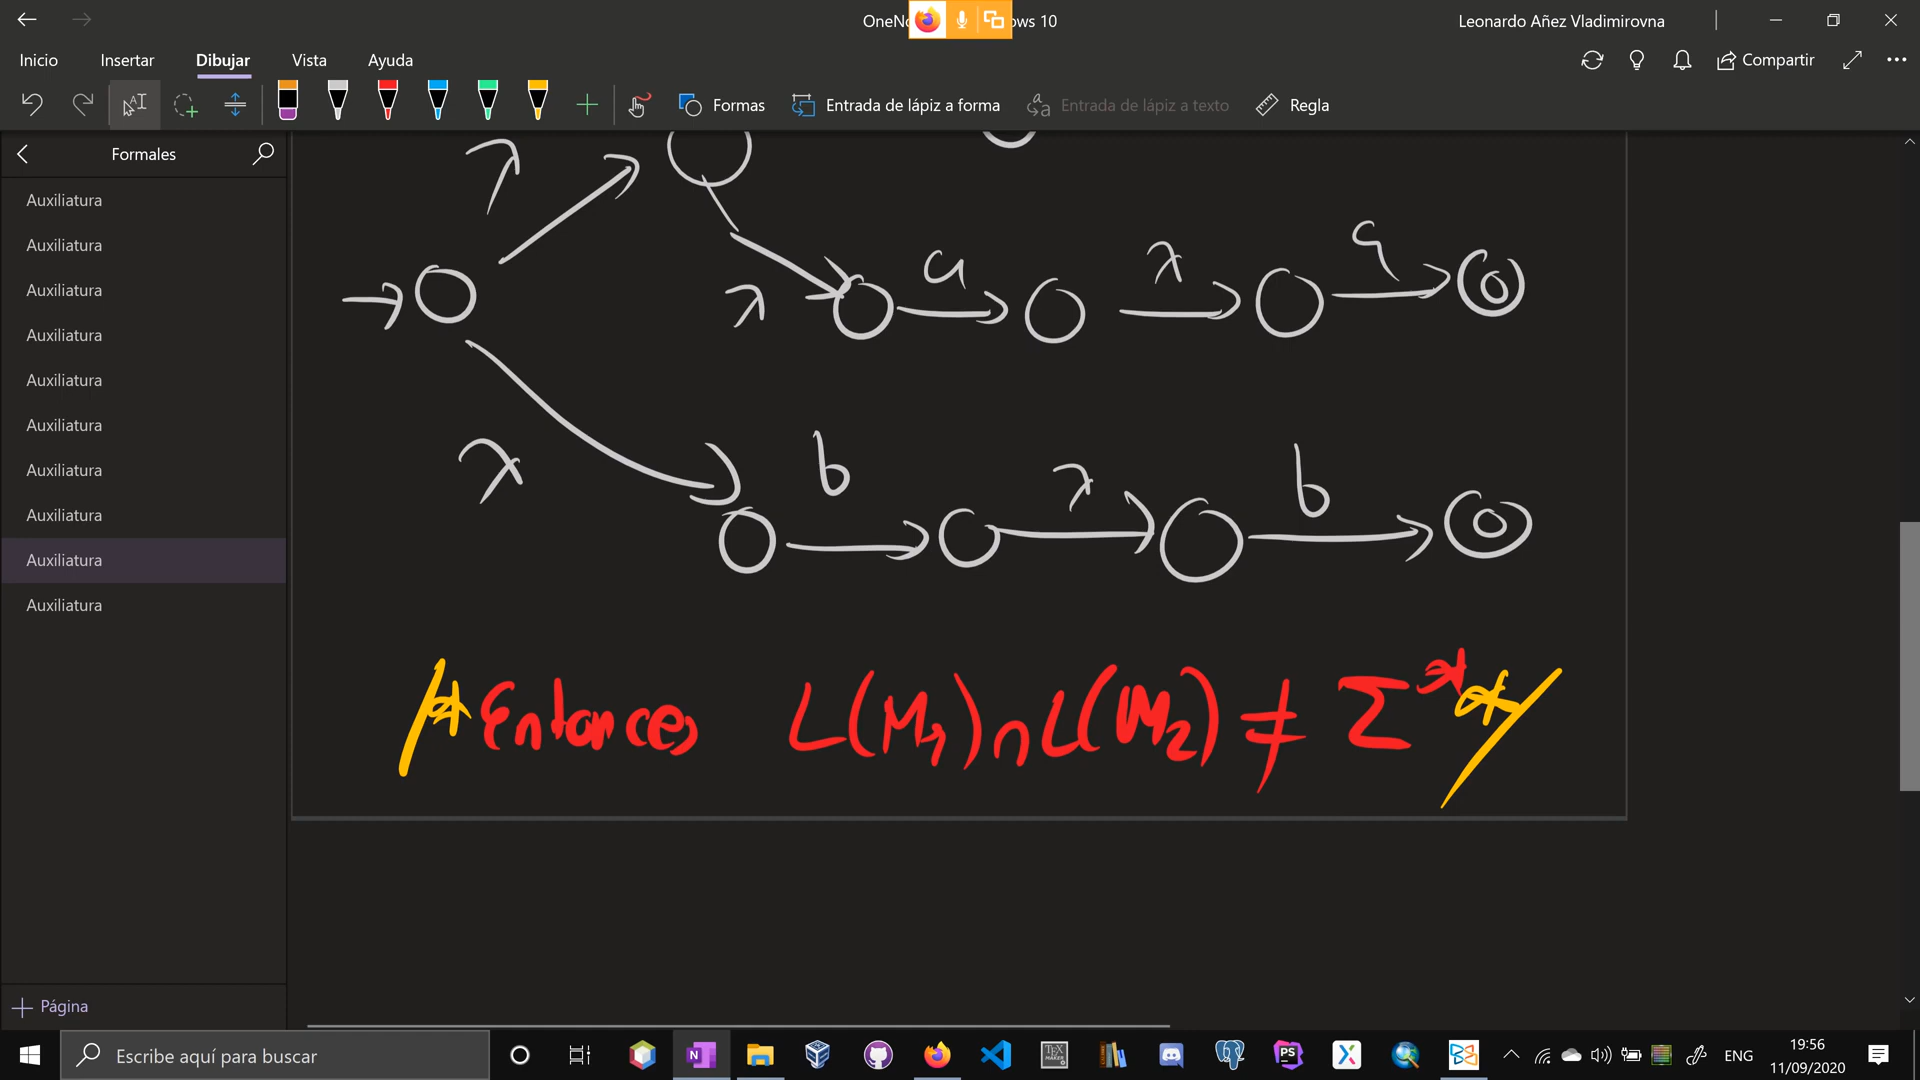 OneNo
ows 10
Leonardo Añez Vladimirovna
Inicio
Insertar
Dibujar
Vista
Ayuda
Compartir
Formas
Entrada de lápiz a forma
Entrada de lápiz a texto
Regla
Formales
Auxiliatura
Auxiliatura
Auxiliatura
Auxiliatura
Auxiliatura
Auxiliatura
Auxiliatura
Auxiliatura
Auxiliatura
Auxiliatura
λ
λ a λ a
λ b λ b
/* Entonces L(M₁)∩L(M₂) ≠ Σ* */
Página
Escribe aquí para buscar
ENG
19:56
11/09/2020